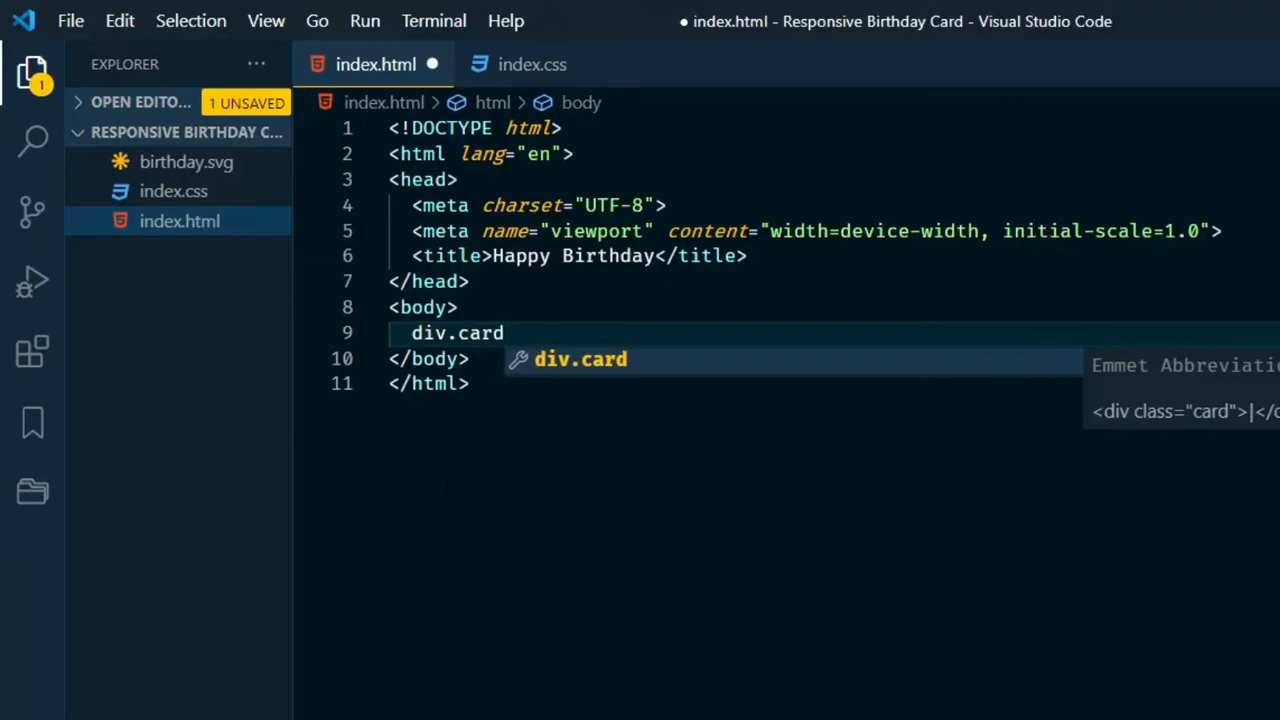 File Edit Selection View Go Run Terminal Help ● index.html - Responsive Birthday Card - Visual Studio Code
EXPLORER ...
index.html ●
index.css
OPEN EDITO... 1 UNSAVED
index.html > html > body
RESPONSIVE BIRTHDAY C...
birthday.svg
index.css
index.html
1
1 <!DOCTYPE html>
2 <html lang="en">
3 <head>
4 <meta charset="UTF-8">
5 <meta name="viewport" content="width=device-width, initial-scale=1.0">
6 <title>Happy Birthday</title>
7 </head>
8 <body>
9 div.card
10 </body>
11 </html>
div.card
Emmet Abbreviatio
<div class="card">|</